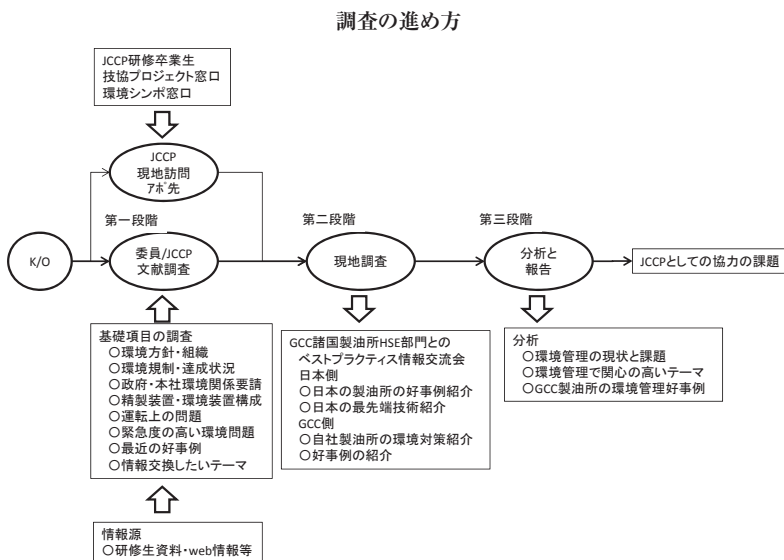 調査の進め方
JCCP研修卒業生
技協プロジェクト窓口
環境シンポ窓口
JCCP
現地訪問
アポ先
第一段階
第二段階
第三段階
K/O
委員/JCCP
文献調査
現地調査
分析と
報告
JCCPとしての協力の課題
基礎項目の調査
○環境方針・組織
○環境規制・達成状況
○政府・本社環境関係要請
○精製装置・環境装置構成
○運転上の問題
○緊急度の高い環境問題
○最近の好事例
○情報交換したいテーマ
GCC諸国製油所HSE部門との
ベストプラクティス情報交流会
日本側
○日本の製油所の好事例紹介
○日本の最先端技術紹介
GCC側
○自社製油所の環境対策紹介
○好事例の紹介
分析
○環境管理の現状と課題
○環境管理で関心の高いテーマ
○GCC製油所の環境管理好事例
情報源
○研修生資料・web情報等